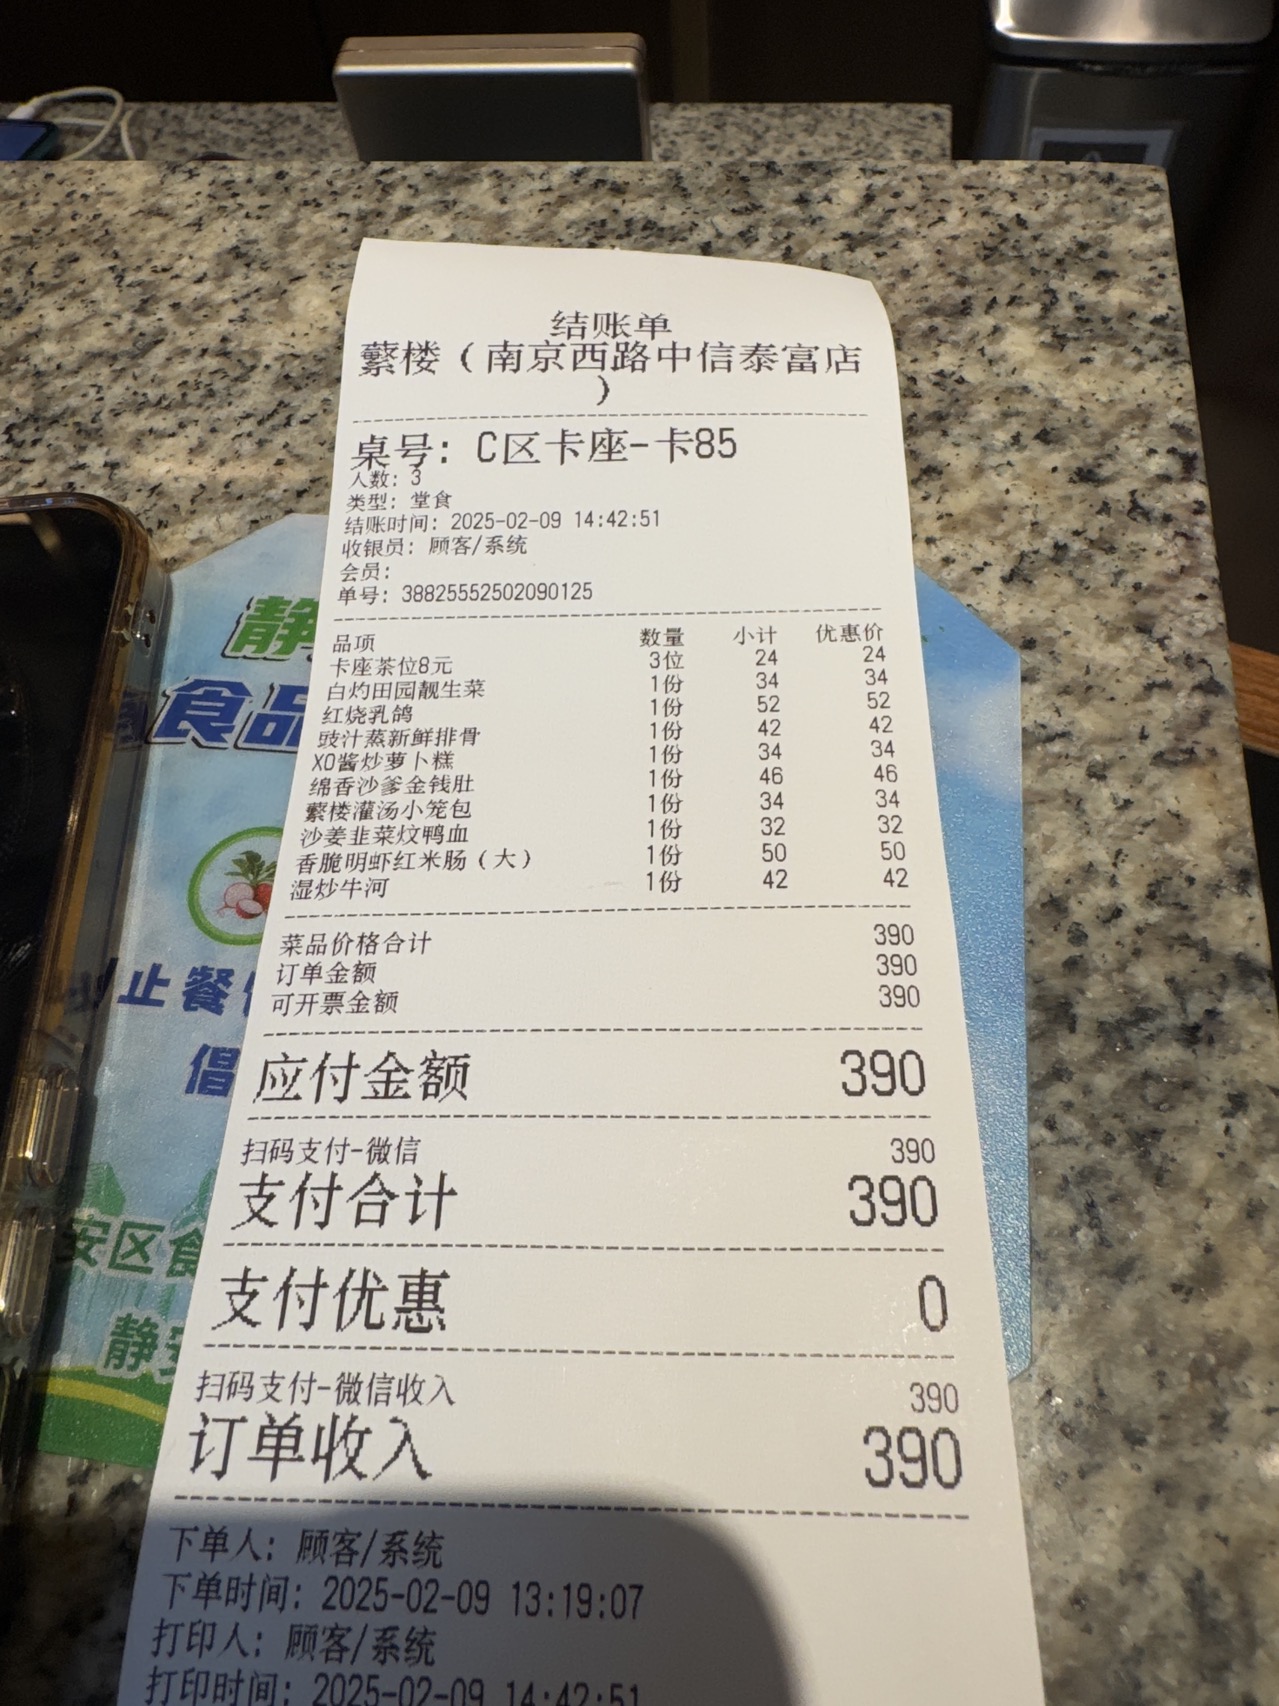 结账单
蘩楼（南京西路中信泰富店
）
桌号: C区卡座-卡85
人数: 3
类型: 堂食
结账时间: 2025-02-09 14:42:51
收银员: 顾客/系统
会员:
单号: 38825552502090125
品项 数量 小计 优惠价
卡座茶位8元 3位 24 24
白灼田园靓生菜 1份 34 34
红烧乳鸽 1份 52 52
豉汁蒸新鲜排骨 1份 42 42
XO酱炒萝卜糕 1份 34 34
绵香沙爹金钱肚 1份 46 46
蘩楼灌汤小笼包 1份 34 34
沙姜韭菜炆鸭血 1份 32 32
香脆明虾红米肠（大） 1份 50 50
湿炒牛河 1份 42 42
菜品价格合计 390
订单金额 390
可开票金额 390
应付金额 390
扫码支付-微信 390
支付合计 390
支付优惠 0
扫码支付-微信收入 390
订单收入 390
下单人: 顾客/系统
下单时间: 2025-02-09 13:19:07
打印人: 顾客/系统
打印时间: 2025-02-09 14:42:51
静
食品
止餐
倡
安区食
静安